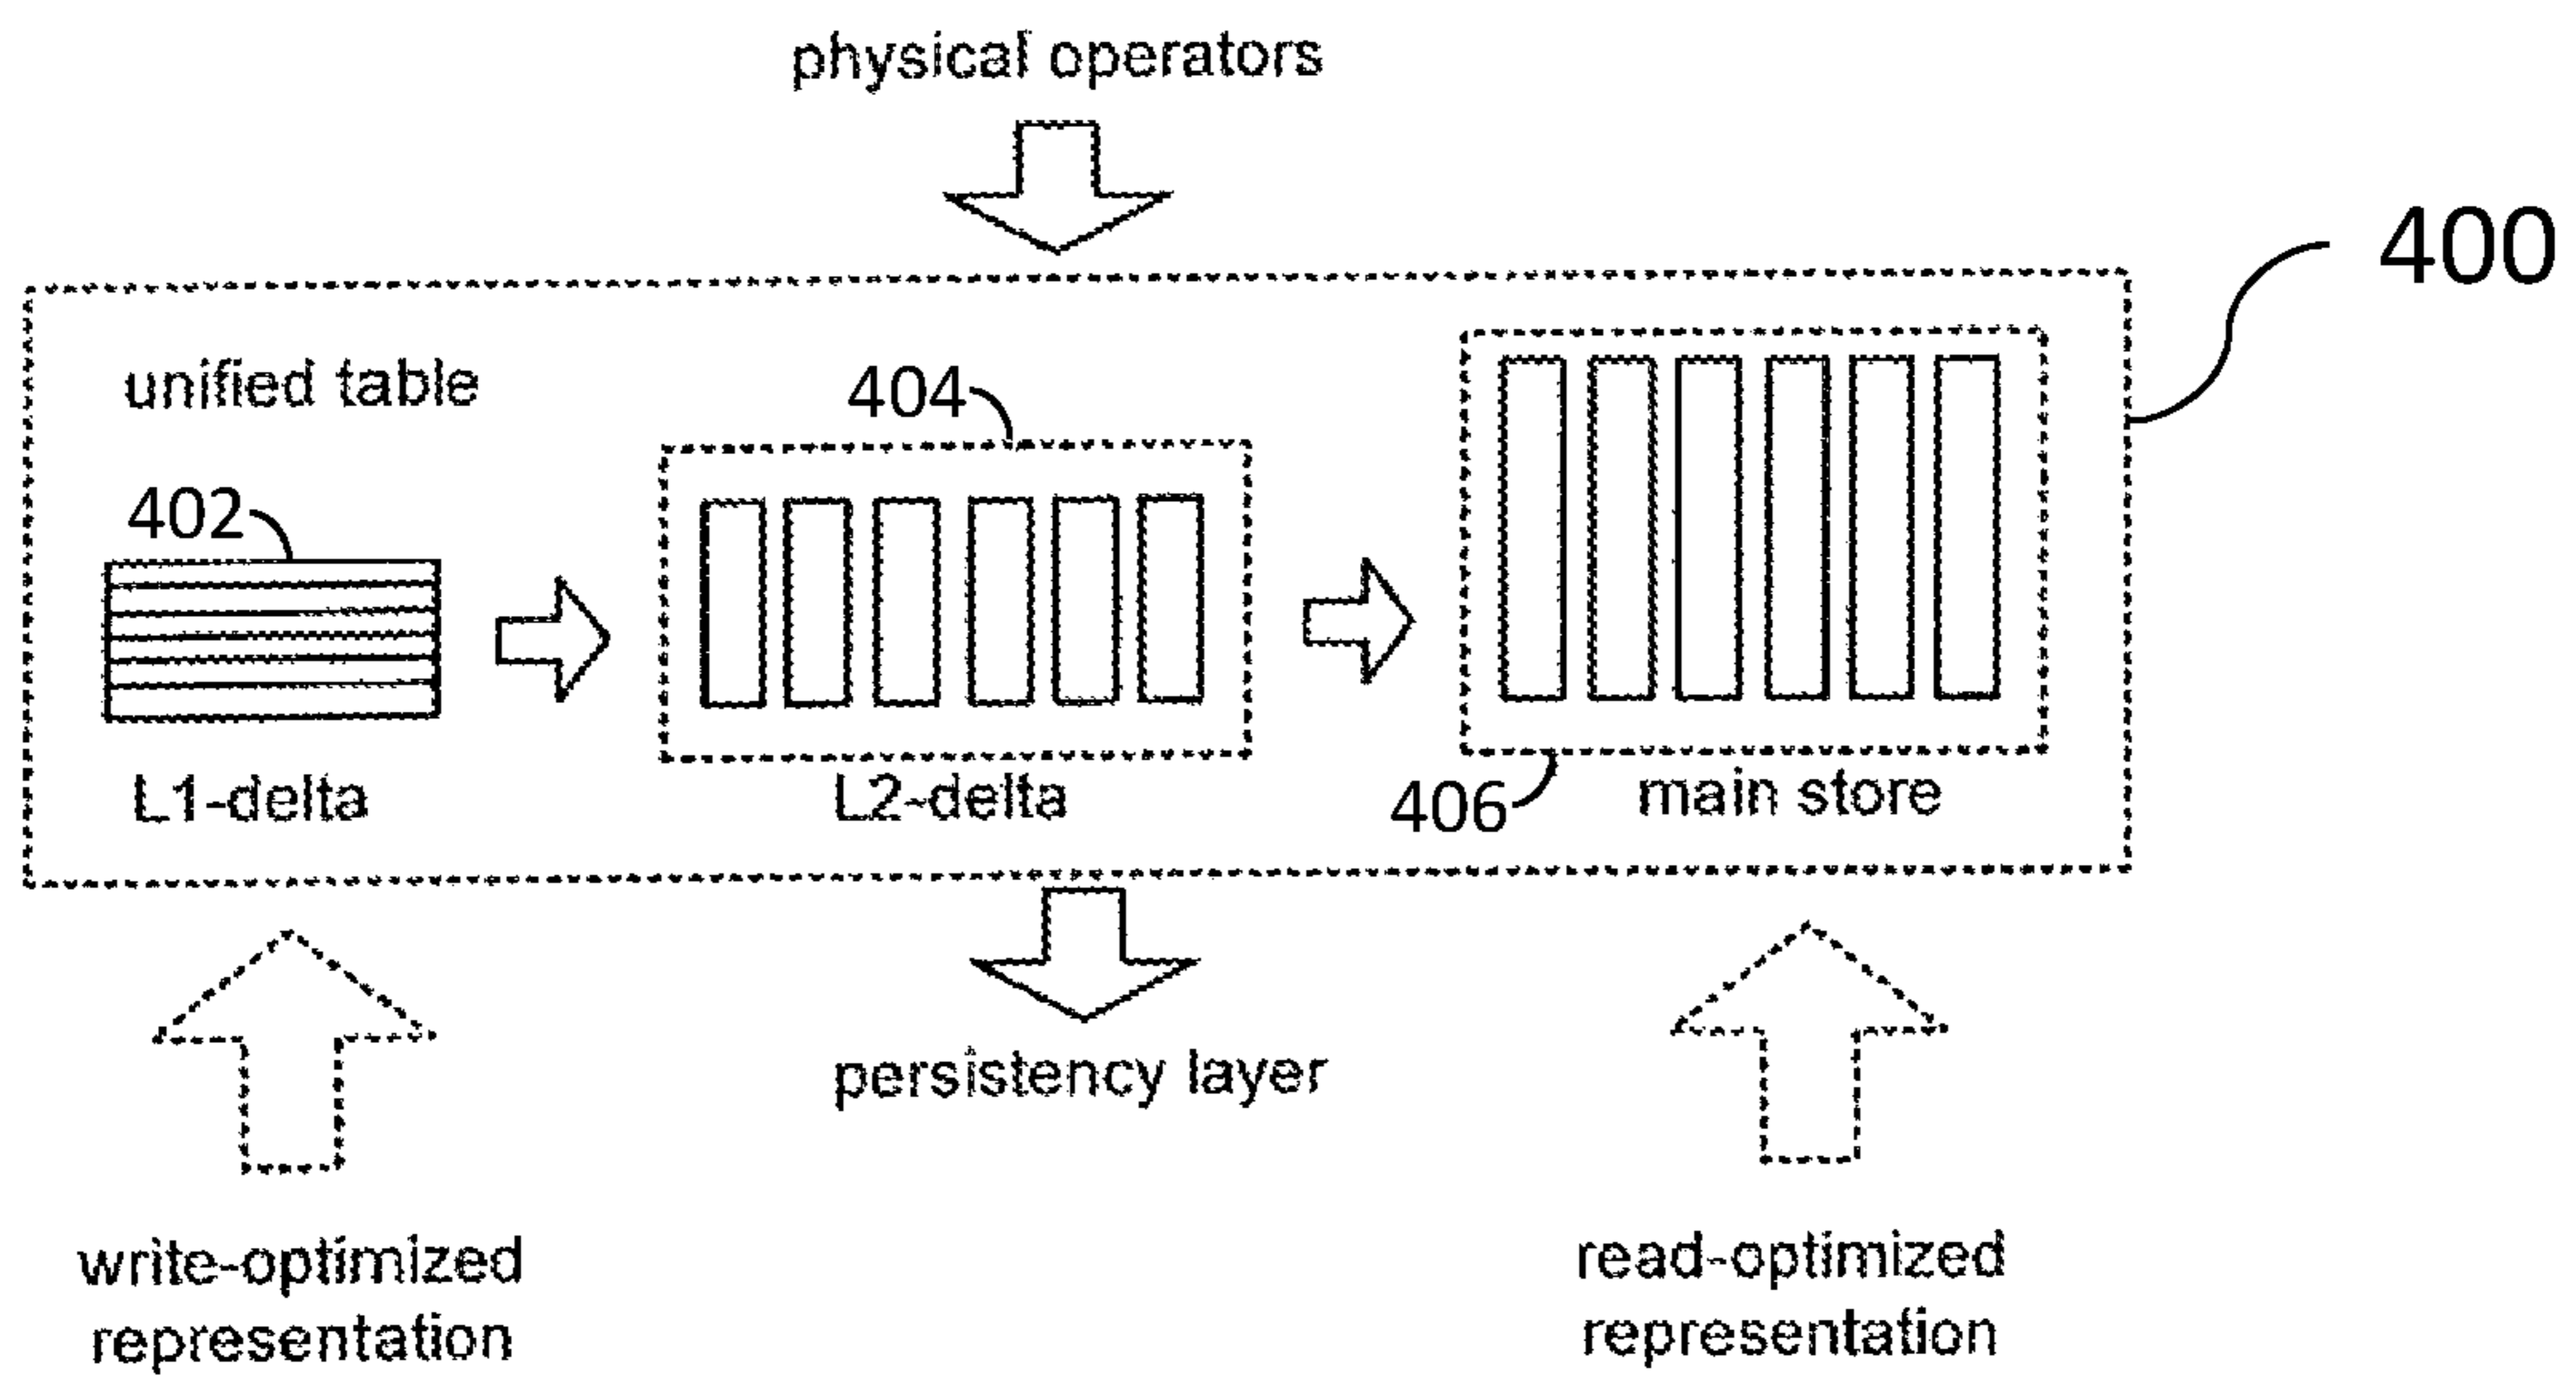 physical operators
400
unified table
404
402
L1-delta
L2-delta
406
main store
persistency layer
write-optimized
representation
read-optimized
representation